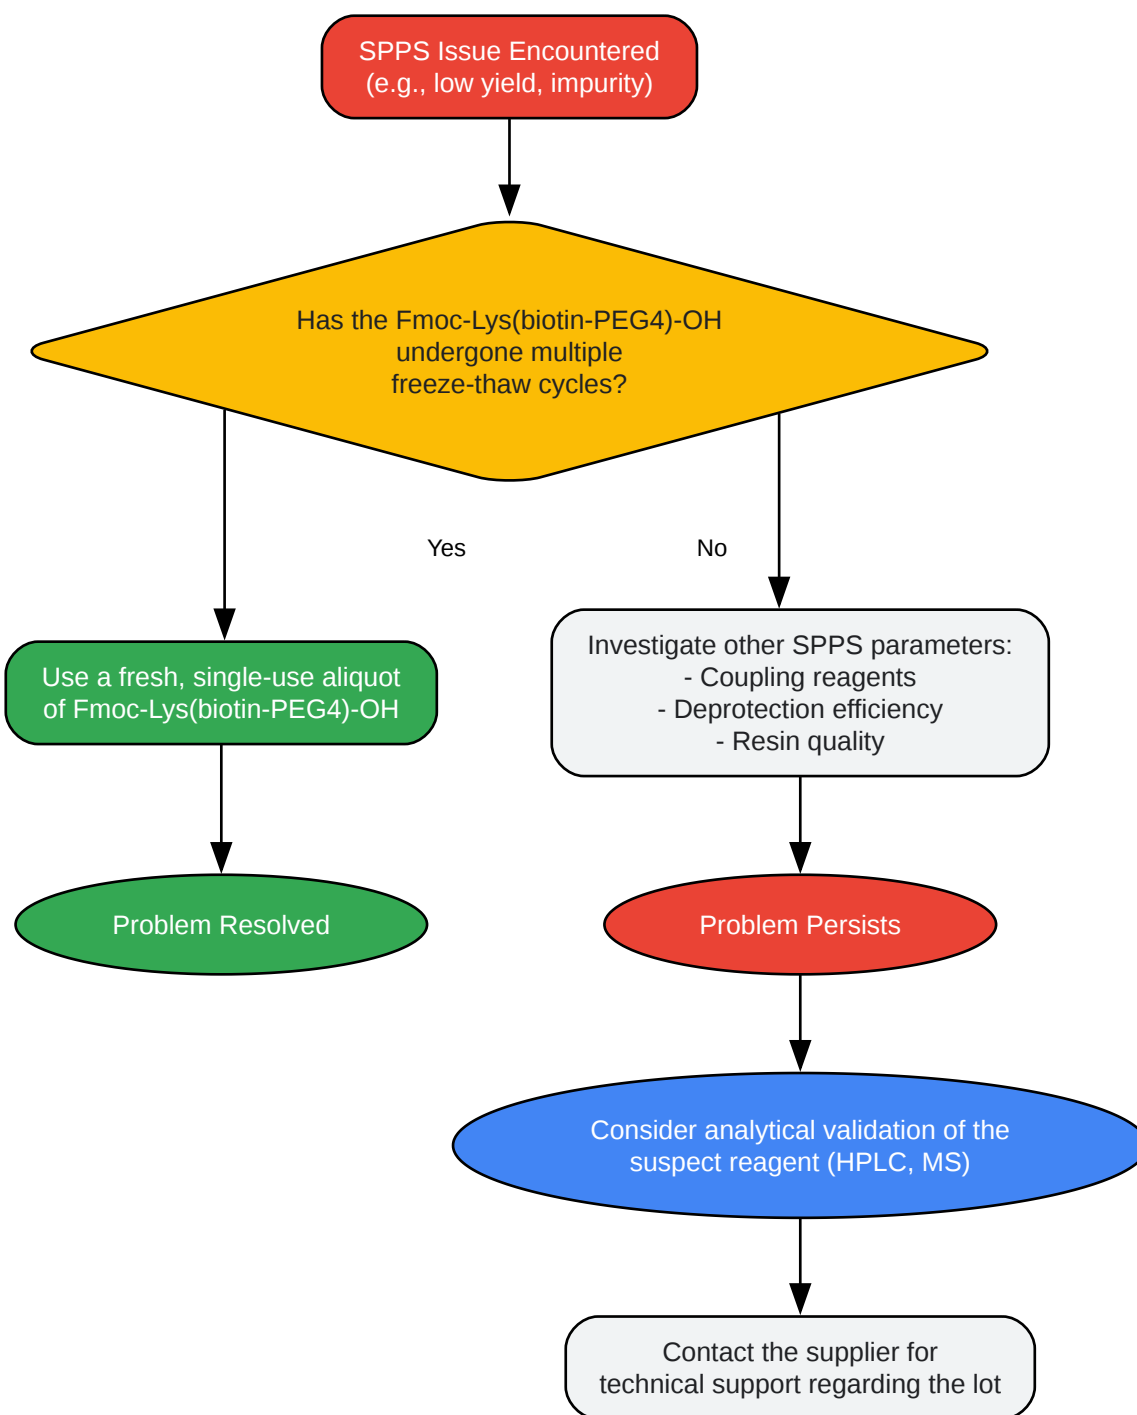 SPPS Issue Encountered
(e.g., low yield, impurity)
Has the Fmoc-Lys(biotin-PEG4)-OH
undergone multiple
freeze-thaw cycles?
Yes
No
Use a fresh, single-use aliquot
of Fmoc-Lys(biotin-PEG4)-OH
Investigate other SPPS parameters:
- Coupling reagents
- Deprotection efficiency
- Resin quality
Problem Resolved
Problem Persists
Consider analytical validation of the
suspect reagent (HPLC, MS)
Contact the supplier for
technical support regarding the lot